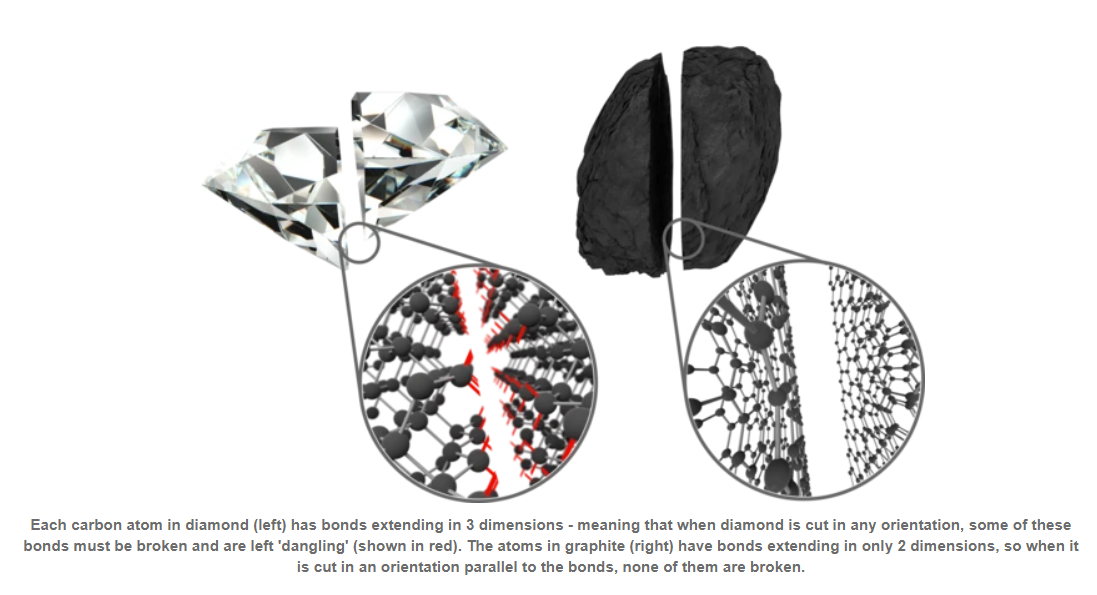 Each carbon atom in diamond (left) has bonds extending in 3 dimensions - meaning that when diamond is cut in any orientation, some of these
bonds must be broken and are left 'dangling' (shown in red). The atoms in graphite (right) have bonds extending in only 2 dimensions, so when it
is cut in an orientation parallel to the bonds, none of them are broken.